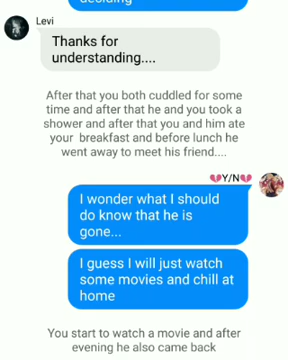 deciding
Levi
Thanks for
understanding....
After that you both cuddled for some
time and after that he and you took a
shower and after that you and him ate
your breakfast and before lunch he
went away to meet his friend....
💔Y/N💔
I wonder what I should
do know that he is
gone...
I guess I will just watch
some movies and chill at
home
You start to watch a movie and after
evening he also came back